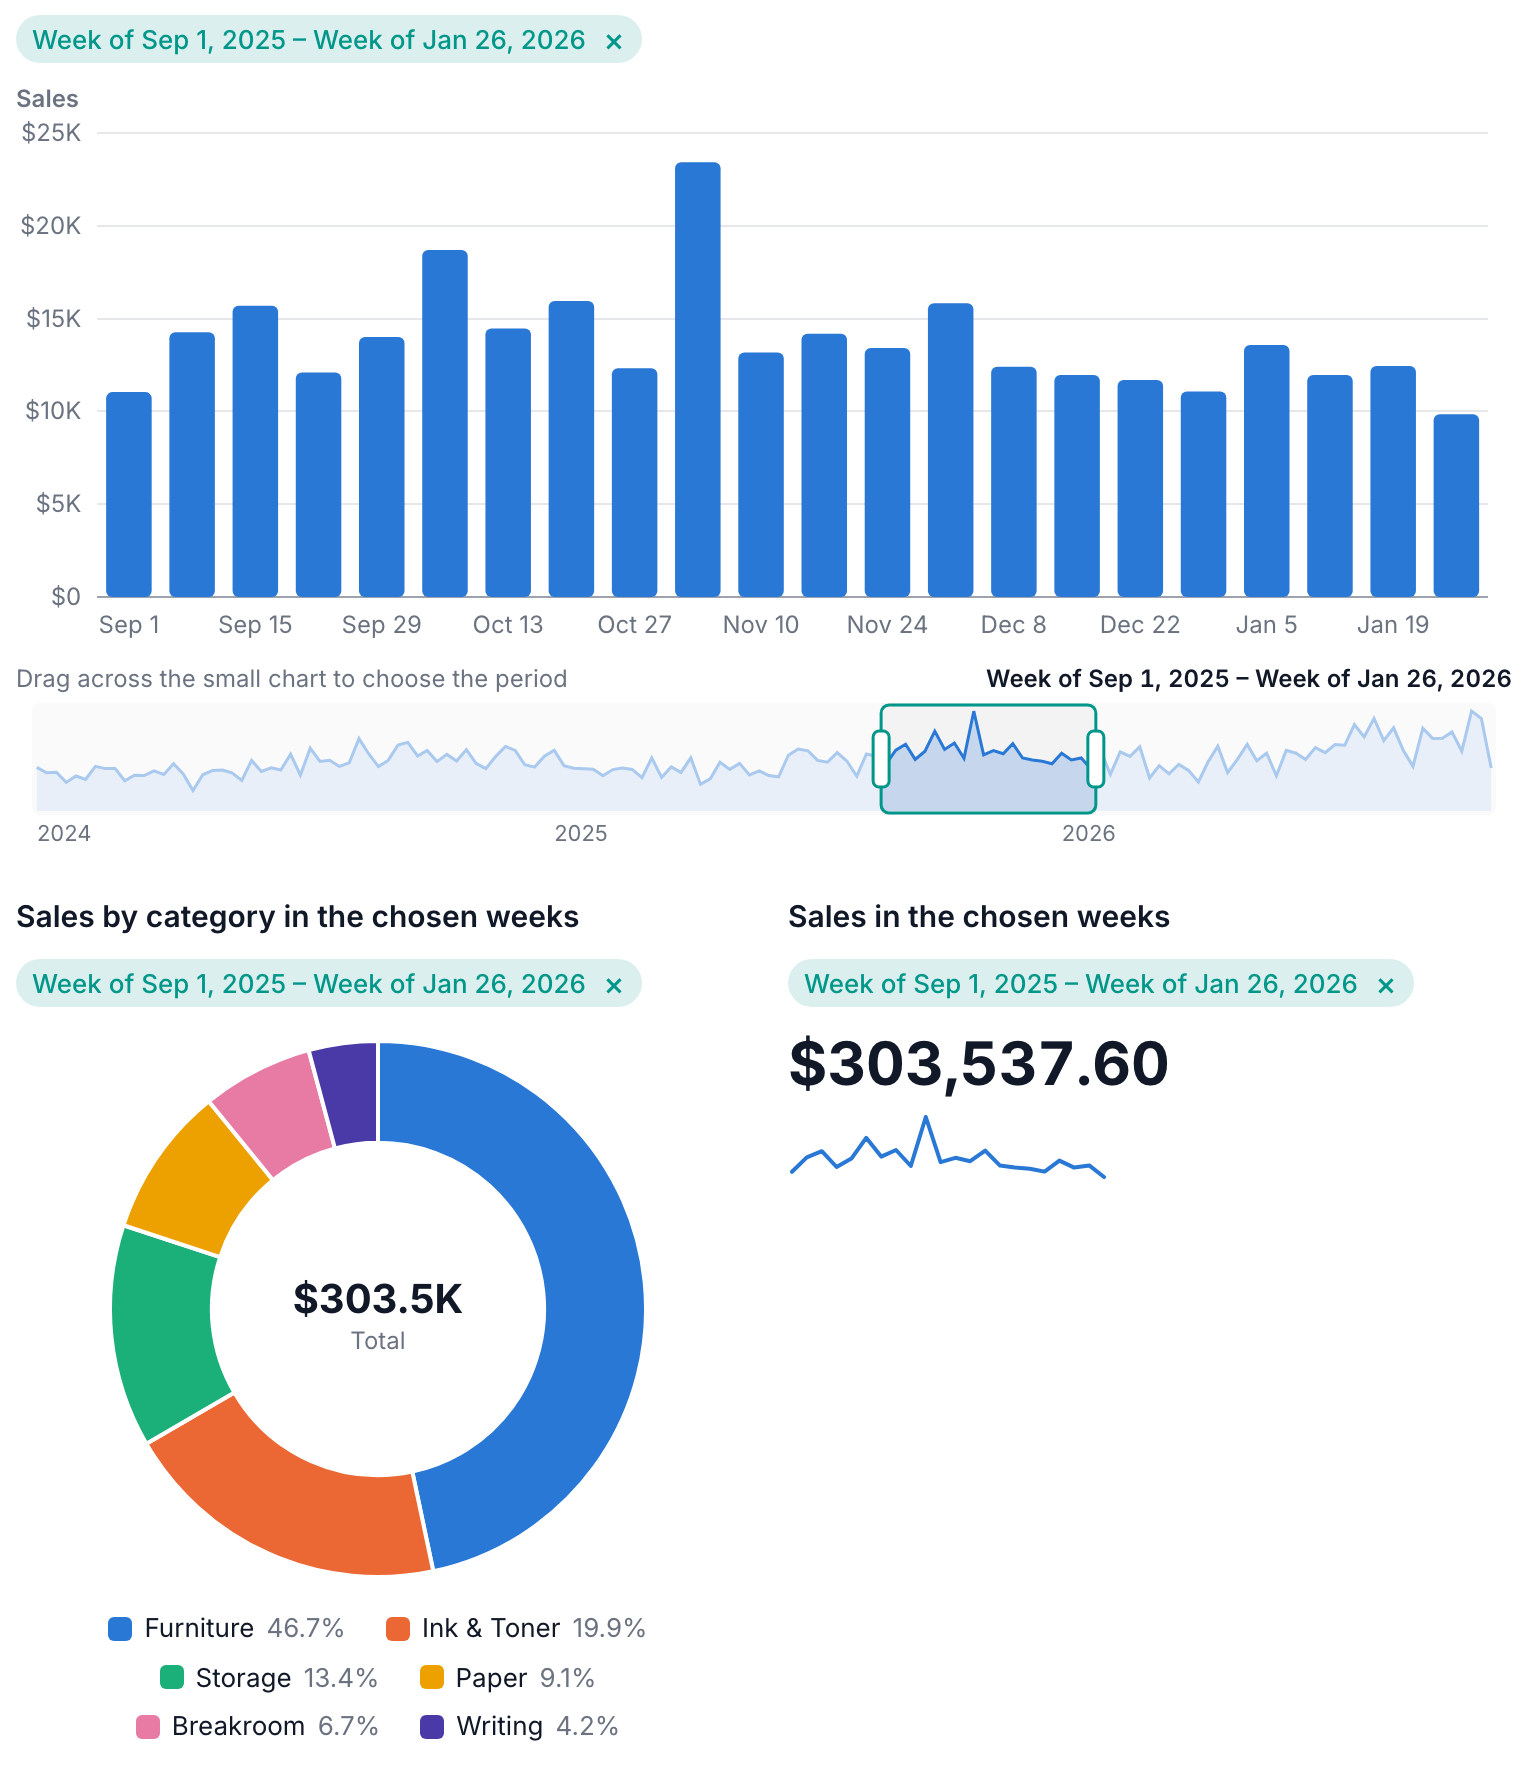 Week of Sep 1, 2025 – Week of Jan 26, 2026 ×
Sales
$25K
$20K
$15K
$10K
$5K
$0
Sep 1 Sep 15 Sep 29 Oct 13 Oct 27 Nov 10 Nov 24 Dec 8 Dec 22 Jan 5 Jan 19
Drag across the small chart to choose the period
Week of Sep 1, 2025 – Week of Jan 26, 2026
2024 2025 2026
Sales by category in the chosen weeks
Week of Sep 1, 2025 – Week of Jan 26, 2026 ×
$303.5K
Total
Furniture 46.7% Ink & Toner 19.9%
Storage 13.4% Paper 9.1%
Breakroom 6.7% Writing 4.2%
Sales in the chosen weeks
Week of Sep 1, 2025 – Week of Jan 26, 2026 ×
$303,537.60